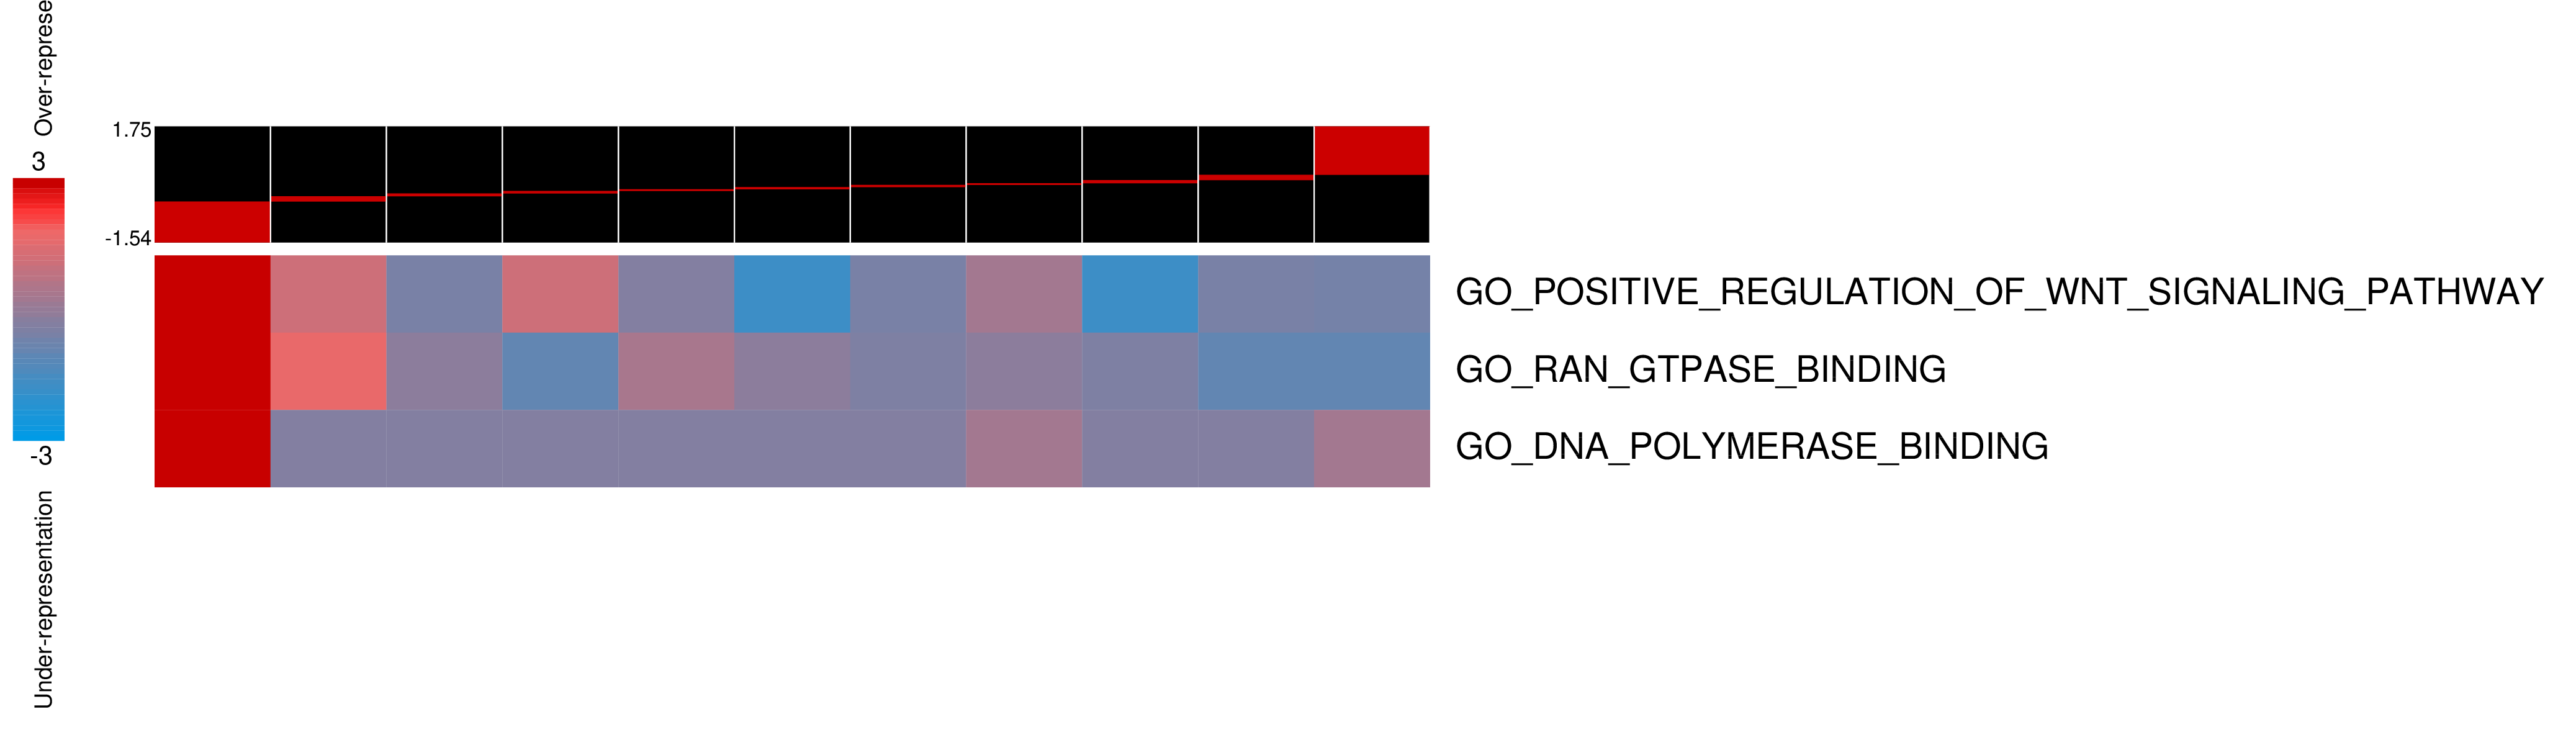 Over-represe
1.75
3
-1.54
GO_POSITIVE_REGULATION_OF_WNT_SIGNALING_PATHWAY
GO_RAN_GTPASE_BINDING
GO_DNA_POLYMERASE_BINDING
-3
Under-representation